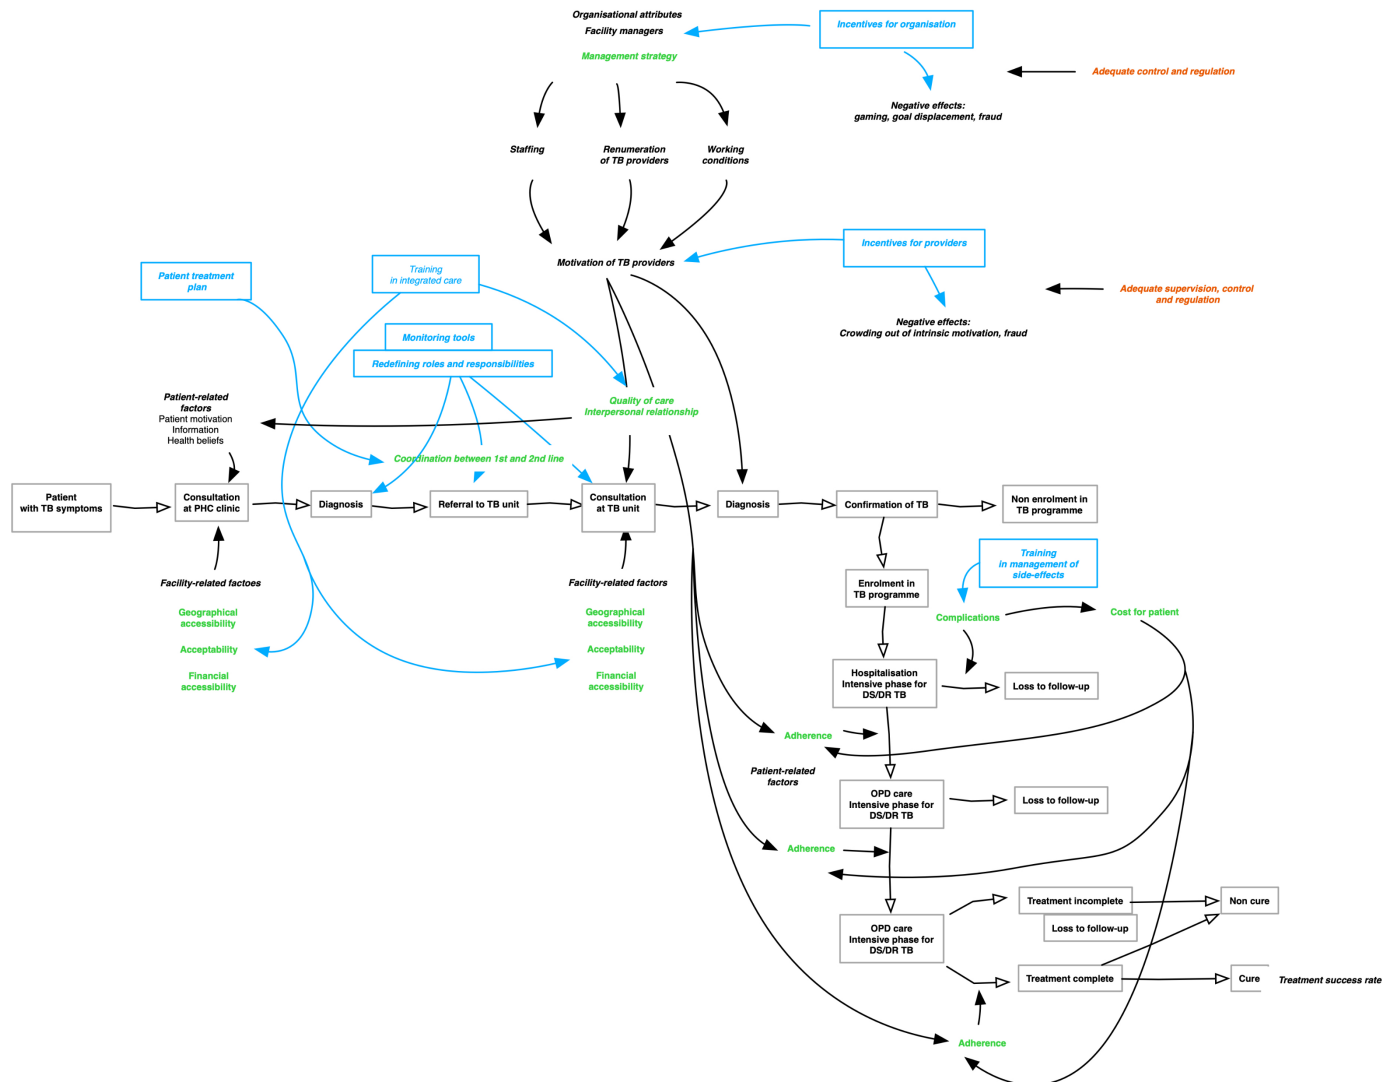 Organisational attributes
Facility managers
Management strategy
Incentives for organisation
Adequate control and regulation
Negative effects:
gaming, goal displacement, fraud
Staffing
Renumeration
of TB providers
Working
conditions
Motivation of TB providers
Incentives for providers
Adequate supervision, control
and regulation
Negative effects:
Crowding out of intrinsic motivation, fraud
Patient treatment
plan
Training
in integrated care
Monitoring tools
Redefining roles and responsibilities
Patient-related
factors
Patient motivation
Information
Health beliefs
Quality of care
Interpersonal relationship
Coordination between 1st and 2nd line
Patient
with TB symptoms
Consultation
at PHC clinic
Diagnosis
Referral to TB unit
Consultation
at TB unit
Diagnosis
Confirmation of TB
Non enrolment in
TB programme
Facility-related factoes
Geographical
accessibility
Acceptability
Financial
accessibility
Facility-related factors
Geographical
accessibility
Acceptability
Financial
accessibility
Enrolment in
TB programme
Training
in management of
side-effects
Complications
Cost for patient
Hospitalisation
Intensive phase for
DS/DR TB
Loss to follow-up
Adherence
Patient-related
factors
OPD care
Intensive phase for
DS/DR TB
Loss to follow-up
Adherence
OPD care
Intensive phase for
DS/DR TB
Treatment incomplete
Loss to follow-up
Non cure
Treatment complete
Cure
Treatment success rate
Adherence